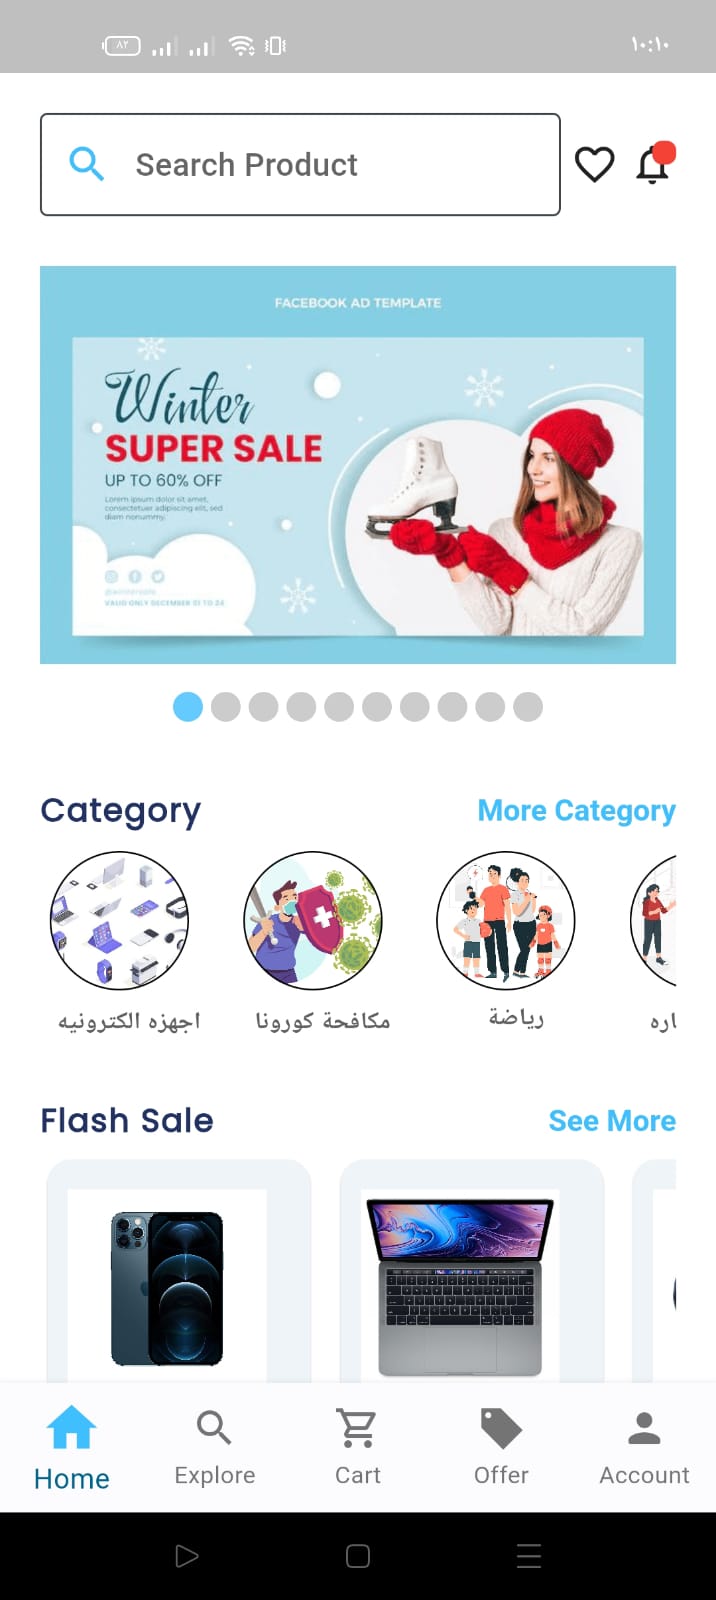 ٨٢
١٠:١٠
Search Product
FACEBOOK AD TEMPLATE
Winter
SUPER SALE
UP TO 60% OFF
Lorem ipsum dolor sit amet,
consectetuer adipiscing elit, sed
diam nonummy.
@wintersale
VALID ONLY DECEMBER 01 TO 24
Category
More Category
اجهزه الكترونيه
مكافحة كورونا
رياضة
اره
Flash Sale
See More
Home
Explore
Cart
Offer
Account